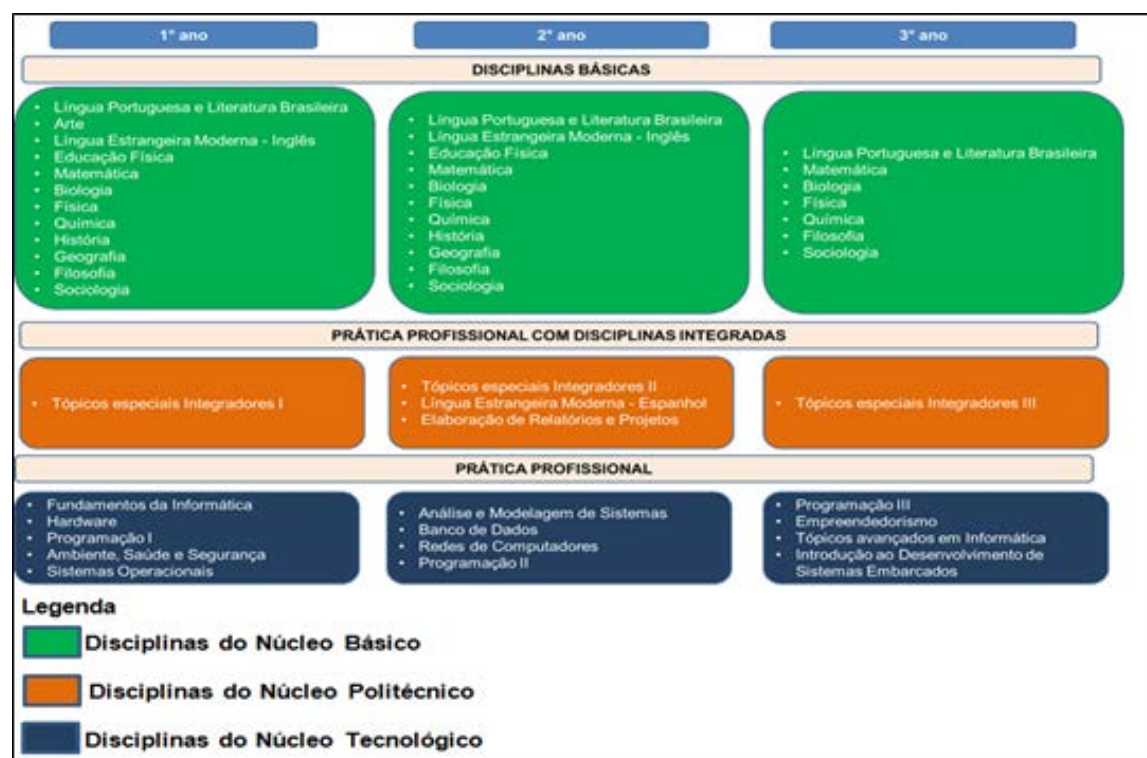 1° ano
2° ano
3° ano
DISCIPLINAS BÁSICAS
• Língua Portuguesa e Literatura Brasileira
• Arte
• Língua Estrangeira Moderna - Inglês
• Educação Física
• Matemática
• Biologia
• Física
• Química
• História
• Geografia
• Filosofia
• Sociologia
• Língua Portuguesa e Literatura Brasileira
• Língua Estrangeira Moderna - Inglês
• Educação Física
• Matemática
• Biologia
• Física
• Química
• História
• Geografia
• Filosofia
• Sociologia
• Língua Portuguesa e Literatura Brasileira
• Matemática
• Biologia
• Física
• Química
• Filosofia
• Sociologia
PRÁTICA PROFISSIONAL COM DISCIPLINAS INTEGRADAS
• Tópicos especiais Integradores I
• Tópicos especiais Integradores II
• Língua Estrangeira Moderna - Espanhol
• Elaboração de Relatórios e Projetos
• Tópicos especiais Integradores III
PRÁTICA PROFISSIONAL
• Fundamentos da Informática
• Hardware
• Programação I
• Ambiente, Saúde e Segurança
• Sistemas Operacionais
• Análise e Modelagem de Sistemas
• Banco de Dados
• Redes de Computadores
• Programação II
• Programação III
• Empreendedorismo
• Tópicos avançados em Informática
• Introdução ao Desenvolvimento de
Sistemas Embarcados
Legenda
Disciplinas do Núcleo Básico
Disciplinas do Núcleo Politécnico
Disciplinas do Núcleo Tecnológico